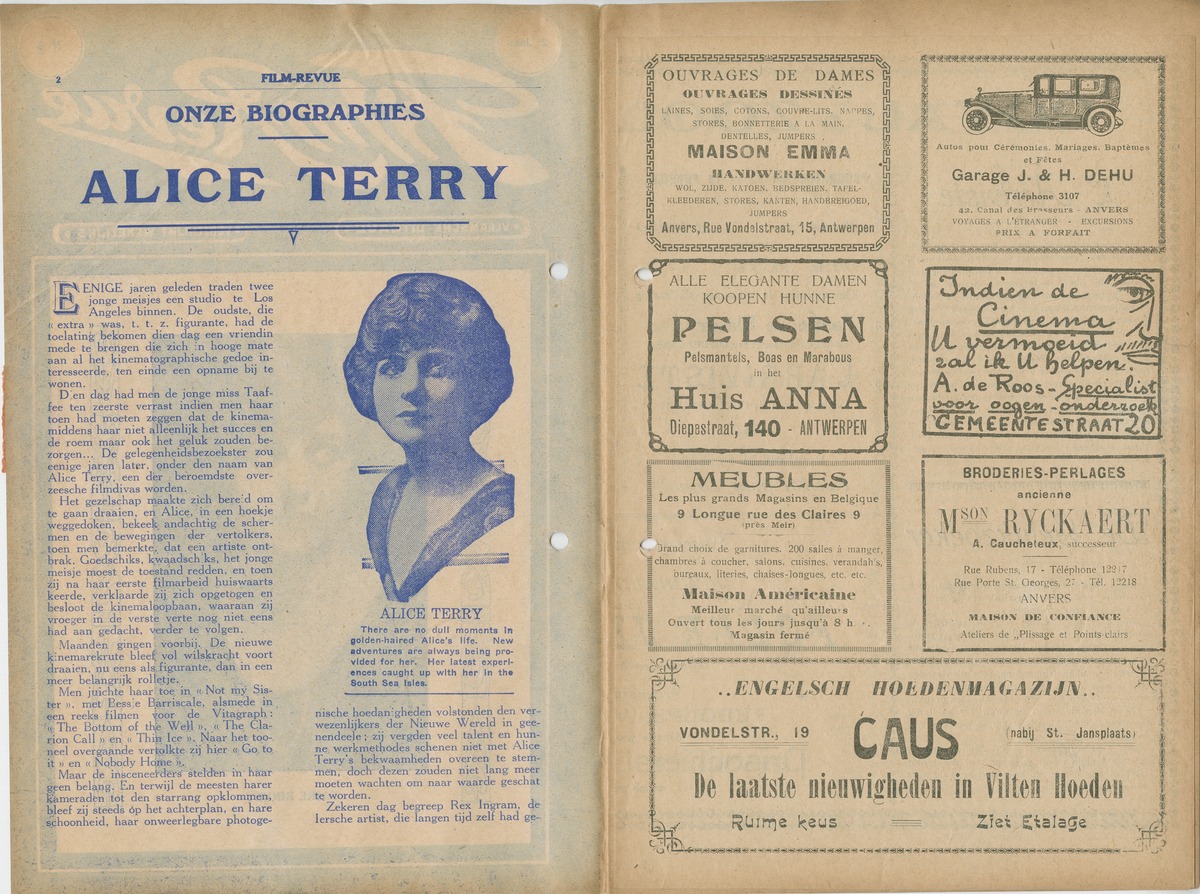 2
FILM-REVUE
ONZE BIOGRAPHIES
ALICE TERRY
EENIGE jaren geleden traden twee
jonge meisjes een studio te Los
Angeles binnen. De oudste, die
« extra » was, t. t. z. figurante, had de
toelating bekomen dien dag een vriendin
mede te brengen die zich in hooge mate
aan al het kinematographische gedoe in-
teresseerde, ten einde een opname bij te
wonen.
Dien dag had men de jonge miss Taaf-
fee ten zeerste verrast indien men haar
toen had moeten zeggen dat de kinema-
middens haar niet alleenlijk het succes en
de roem maar ook het geluk zouden be-
zorgen... De gelegenheidsbezoekster zou
eenige jaren later, onder den naam van
Alice Terry, een der beroemdste over-
zeesche filmdivas worden.
Het gezelschap maakte zich bereid om
te gaan draaien, en Alice, in een hoekje
weggedoken, bekeek andachtig de scher-
men en de bewegingen der vertolkers,
toen men bemerkte, dat een artiste ont-
brak. Goedschiks, kwaadschiks, het jonge
meisje moest de toestand redden, en toen
zij na haar eerste filmarbeid huiswaarts
keerde, verklaarde zij zich opgetogen en
besloot de kinemaloopbaan, waaraan zij
vroeger in de verste verte nog niet eens
had aan gedacht, verder te volgen.
Maanden gingen voorbij. De nieuwe
kinemarekrute bleef vol wilskracht voort
draaien, nu eens als figurante, dan in een
meer belangrijk rolletje.
Men juichte haar toe in « Not my Sis-
ter », met Bessie Barriscale, alsmede in
een reeks filmen voor de Vitagraph :
« The Bottom of the Well », « The Cla-
rion Call » en « Thin Ice ». Naar het too-
neel overgaande vertolkte zij hier « Go to
it » en « Nobody Home ».
Maar de insceneerders stelden in haar
geen belang. En terwijl de meesten harer
kameraden tot den starrang opklommen,
bleef zij steeds óp het achterplan, en hare
schoonheid, haar onweerlegbare photoge-
ALICE TERRY
There are no dull moments in
golden-haired Alice's life. New
adventures are always being pro-
vided for her. Her latest experi-
ences caught up with her in the
South Sea Isles.
nische hoedanigheden volstonden den ver-
wezenlijkers der Nieuwe Wereld in gee-
nendeele ; zij vergden veel talent en hun-
ne werkmethodes schenen niet met Alice
Terry's bekwaamheden overeen te stem-
men, doch dezen zouden niet lang meer
moeten wachten om naar waarde geschat
te worden.
Zekeren dag begreep Rex Ingram, de
lersche artist, die langen tijd zelf had ge-
OUVRAGES DE DAMES
OUVRAGES DESSINÉS
LAINES, SOIES, COTONS, COUVRE-LITS, NAPPES,
STORES, BONNETTERIE A LA MAIN,
DENTELLES, JUMPERS
MAISON EMMA
HANDWERKEN
WOL, ZIJDE, KATOEN, BEDSPREIEN, TAFEL-
KLEEDEREN, STORES, KANTEN, HANDBREIGOED,
JUMPERS
Anvers, Rue Vondelstraat, 15, Antwerpen
Autos pour Cérémonies, Mariages, Baptèmes
et Fêtes
Garage J. & H. DEHU
Téléphone 3107
42, Canal des Brasseurs - ANVERS
VOYAGES A L'ÉTRANGER - EXCURSIONS
PRIX A FORFAIT
ALLE ELEGANTE DAMEN
KOOPEN HUNNE
PELSEN
Pelsmantels, Boas en Marabous
in het
Huis ANNA
Diepestraat, 140 - ANTWERPEN
Indien de
Cinema
U vermoeid
zal ik U helpen.
A. de Roos - Specialist
voor oogen - onderzoek
GEMEENTESTRAAT 20
MEUBLES
Les plus grands Magasins en Belgique
9 Longue rue des Claires 9
(près Meir)
Grand choix de garnitures. 200 salles à manger,
chambres à coucher, salons, cuisines, verandah's,
bureaux, literies, chaises-longues, etc. etc.
Maison Américaine
Meilleur marché qu'ailleurs
Ouvert tous les jours jusqu'à 8 h.
Magasin fermé
BRODERIES-PERLAGES
ancienne
MSON RYCKAERT
A. Caucheteux, successeur
Rue Rubens, 17 - Téléphone
Rue Porte St. Georges, - Tél. 12218
ANVERS
MAISON DE CONFIANCE
Ateliers de „Plissage et Points-clairs
..ENGELSCH HOEDENMAGAZIJN..
VONDELSTR., 19
CAUS
(nabij St. Jansplaats)
De laatste nieuwigheden in Vilten Hoeden
Ruime keus
Ziet Etalage